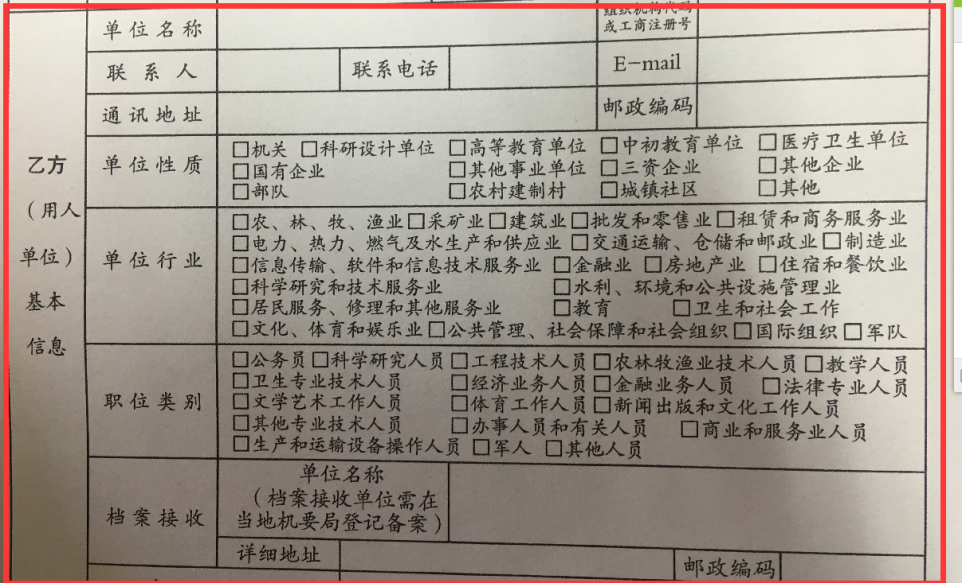 单位名称
组织机构代码
或工商注册号
联系人
联系电话
E-mail
通讯地址
邮政编码
乙方
（用人
单位）
基本
信息
单位性质
□机关 □科研设计单位 □高等教育单位 □中初教育单位 □医疗卫生单位
□国有企业 □其他事业单位 □三资企业 □其他企业
□部队 □农村建制村 □城镇社区 □其他
单位行业
□农、林、牧、渔业 □采矿业 □建筑业 □批发和零售业 □租赁和商务服务业
□电力、热力、燃气及水生产和供应业 □交通运输、仓储和邮政业 □制造业
□信息传输、软件和信息技术服务业 □金融业 □房地产业 □住宿和餐饮业
□科学研究和技术服务业 □水利、环境和公共设施管理业
□居民服务、修理和其他服务业 □教育 □卫生和社会工作
□文化、体育和娱乐业 □公共管理、社会保障和社会组织 □国际组织 □军队
职位类别
□公务员 □科学研究人员 □工程技术人员 □农林牧渔业技术人员 □教学人员
□卫生专业技术人员 □经济业务人员 □金融业务人员 □法律专业人员
□文学艺术工作人员 □体育工作人员 □新闻出版和文化工作人员
□其他专业技术人员 □办事人员和有关人员 □商业和服务业人员
□生产和运输设备操作人员 □军人 □其他人员
档案接收
单位名称
（档案接收单位需在
当地机要局登记备案）
详细地址
邮政编码